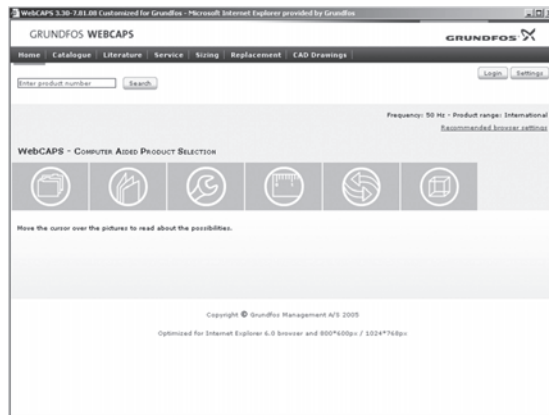 WebCAPS 3.30-7.01.00 Customized for Grundfos - Microsoft Internet Explorer provided by Grundfos
GRUNDFOS WEBCAPS
GRUNDFOS
Home Catalogue Literature Service Sizing Replacement CAD Drawings
Login Settings
Enter product number Search
Frequency: 50 Hz - Product range: International
Recommended browser settings
WebCAPS - Computer Aided Product Selection
Move the cursor over the pictures to read about the possibilities.
Copyright © Grundfos Management A/S 2005
Optimized for Internet Explorer 6.0 browser and 800*600px / 1024*768px